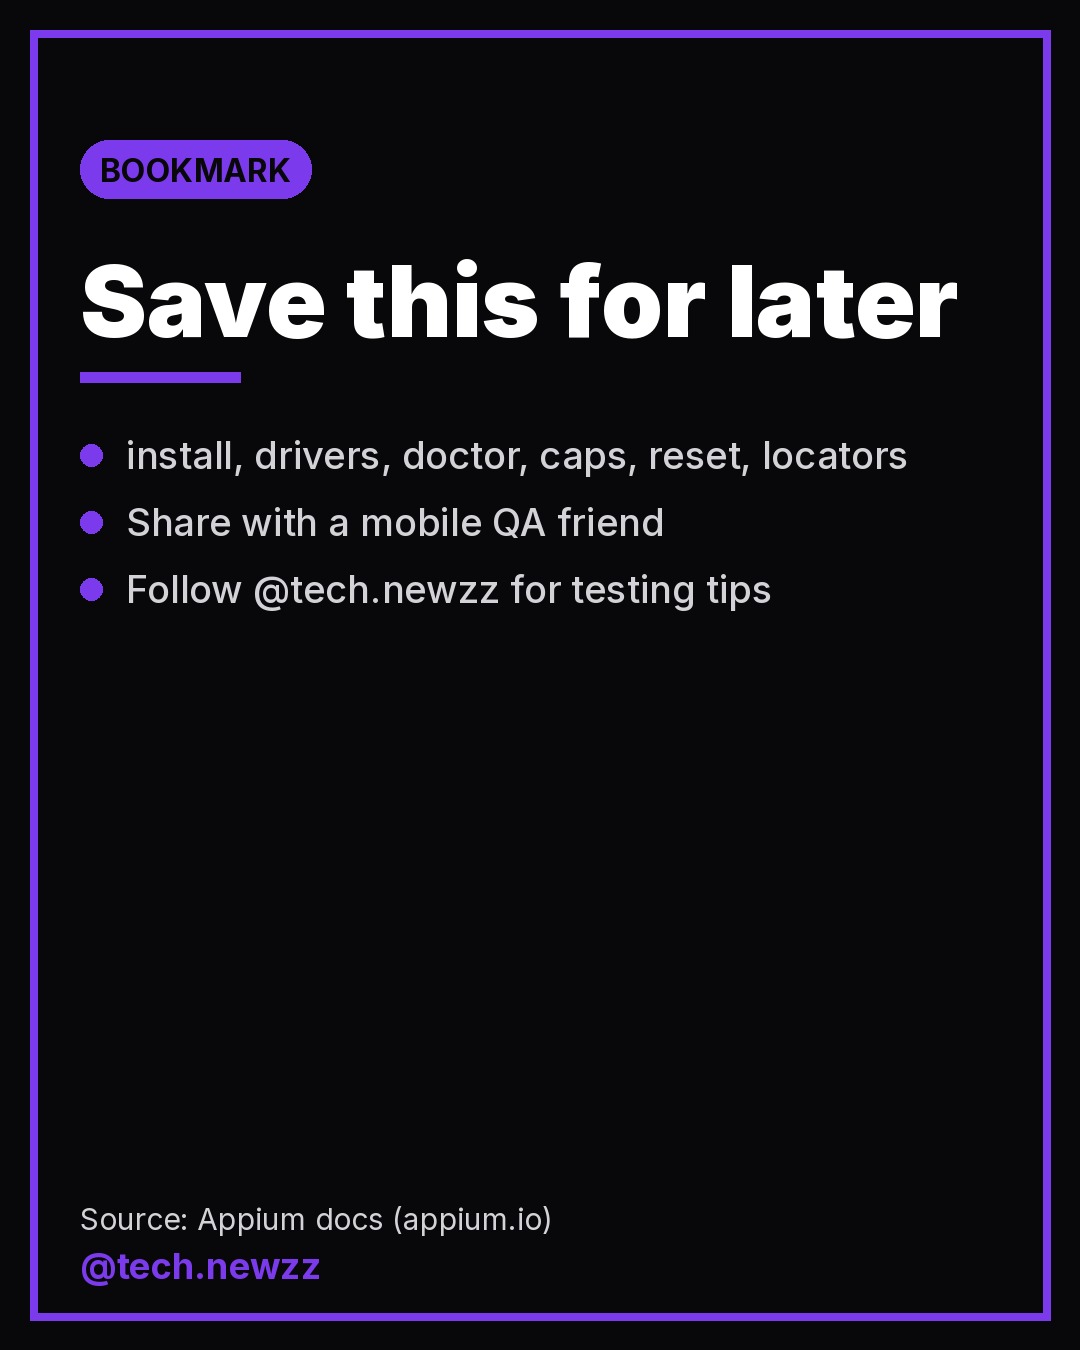 BOOKMARK
Save this for later
install, drivers, doctor, caps, reset, locators
Share with a mobile QA friend
Follow @tech.newzz for testing tips
Source: Appium docs (appium.io)
@tech.newzz